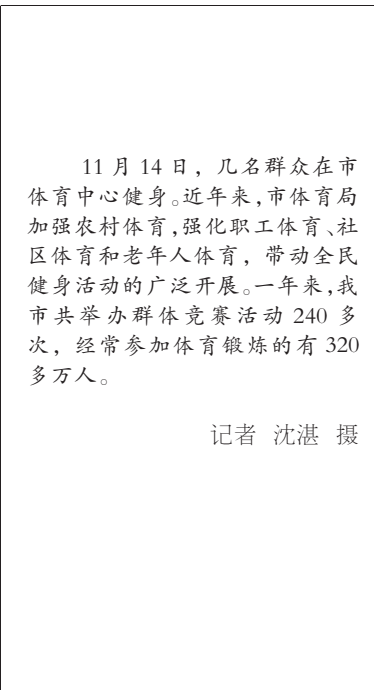 11 月 14 日，几名群众在市
体育中心健身。近年来，市体育局
加强农村体育，强化职工体育、社
区体育和老年人体育，带动全民
健身活动的广泛开展。一年来，我
市共举办群体竞赛活动 240 多
次，经常参加体育锻炼的有 320
多万人。
记者 沈湛 摄